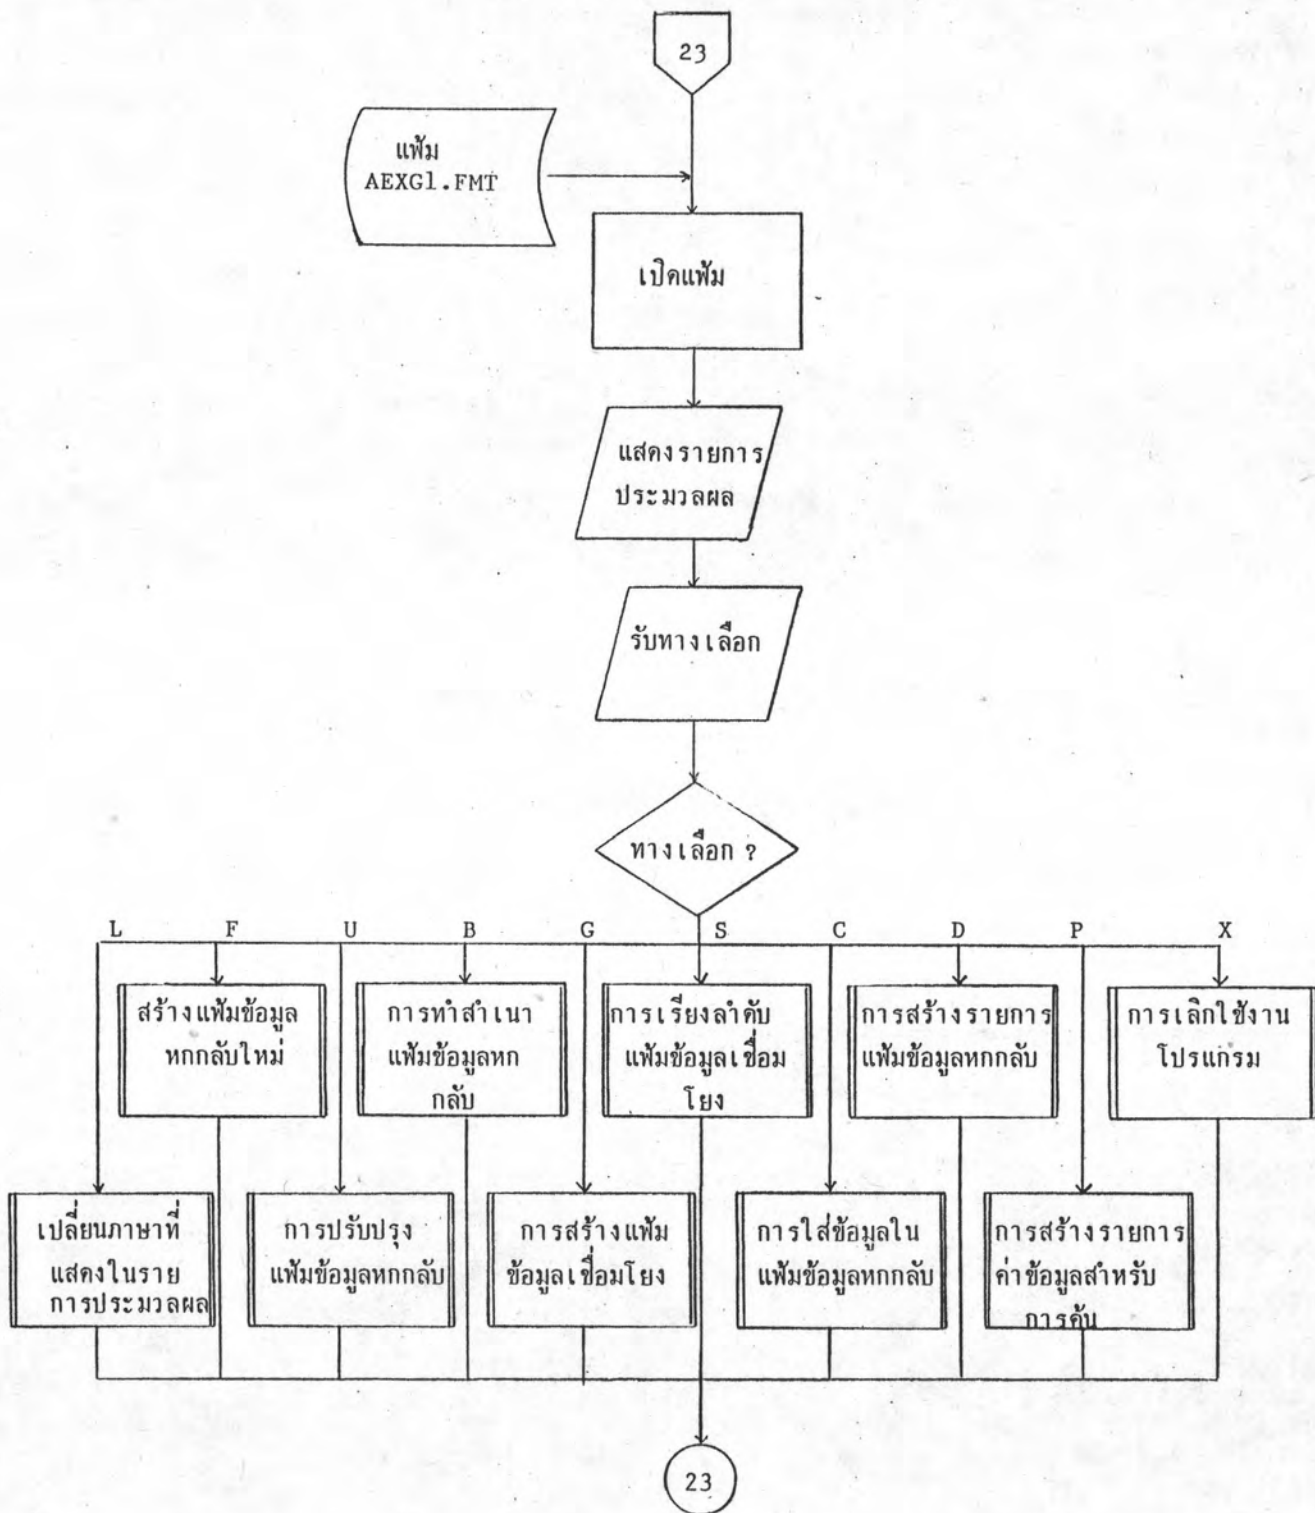 23
แฟ้ม
AEXG1.FMT
เปิดแฟ้ม
แสดงรายการ
ประมวลผล
รับทางเลือก
ทางเลือก ?
L F U B G S C D P X
สร้างแฟ้มข้อมูล
หกกลับใหม่
การทำสำเนา
แฟ้มข้อมูลหก
กลับ
การเรียงลำดับ
แฟ้มข้อมูลเชื่อม
โยง
การสร้างรายการ
แฟ้มข้อมูลหกกลับ
การเลิกใช้งาน
โปรแกรม
เปลี่ยนภาษาที่
แสดงในราย
การประมวลผล
การปรับปรุง
แฟ้มข้อมูลหกกลับ
การสร้างแฟ้ม
ข้อมูลเชื่อมโยง
การใส่ข้อมูลใน
แฟ้มข้อมูลหกกลับ
การสร้างรายการ
ค่าข้อมูลสำหรับ
การค้น
23